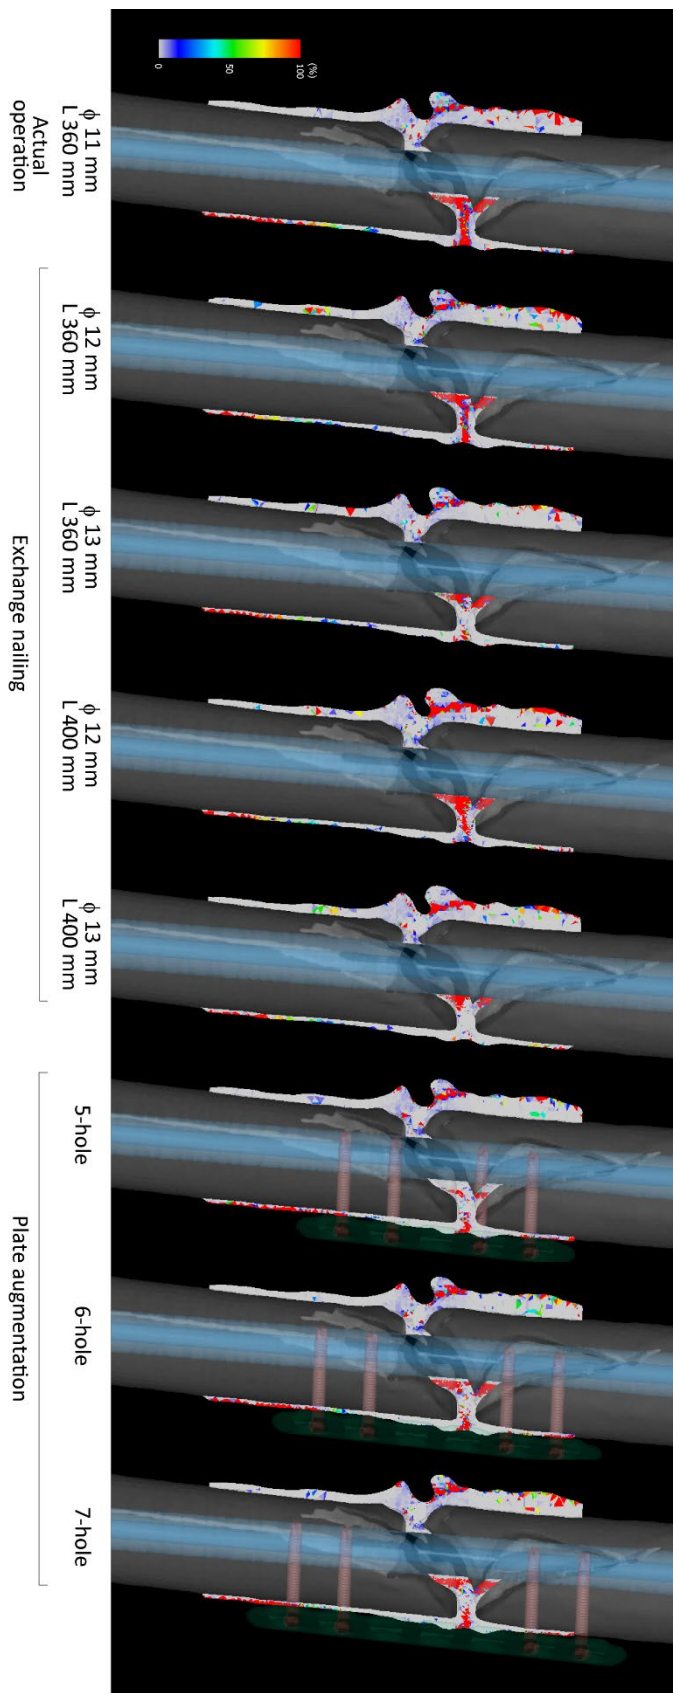 (%)
0
50
100
ϕ 11 mm
L 360 mm
Actual
operation
ϕ 12 mm
L 360 mm
ϕ 13 mm
L 360 mm
ϕ 12 mm
L 400 mm
ϕ 13 mm
L 400 mm
Exchange nailing
5-hole
6-hole
7-hole
Plate augmentation